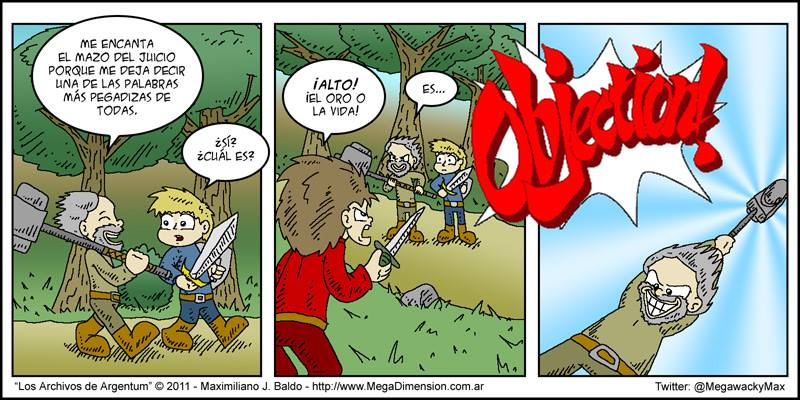 ME ENCANTA
EL MAZO DEL JUICIO
PORQUE ME DEJA DECIR
UNA DE LAS PALABRAS
MÁS PEGADIZAS DE
TODAS.
¿SÍ?
¿CUÁL ES?
¡ALTO!
¡EL ORO O
LA VIDA!
ES...
Objection!
“Los Archivos de Argentum” © 2011 - Maximiliano J. Baldo - http://www.MegaDimension.com.ar
Twitter: @MegawackyMax